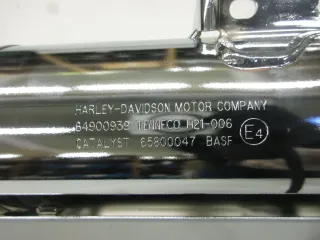 HARLEY-DAVIDSON MOTOR COMPANY
64900939 TENNECO H21-006
CATALYST 65800047 BASF E4